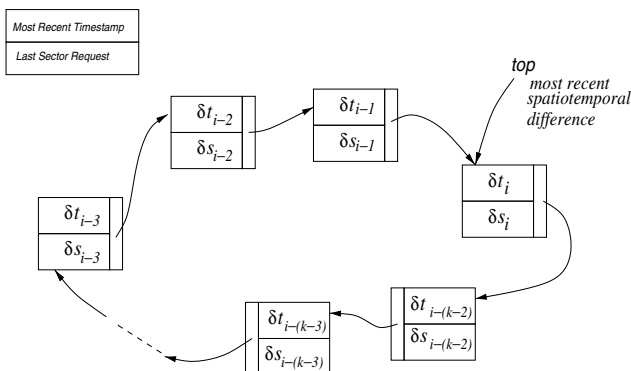 Most Recent Timestamp
Last Sector Request
top
most recent
spatiotemporal
difference
δt_{i–2}
δs_{i–2}
δt_{i–1}
δs_{i–1}
δt_i
δs_i
δt_{i–3}
δs_{i–3}
δt_{i–(k–3)}
δs_{i–(k–3)}
δt_{i–(k–2)}
δs_{i–(k–2)}